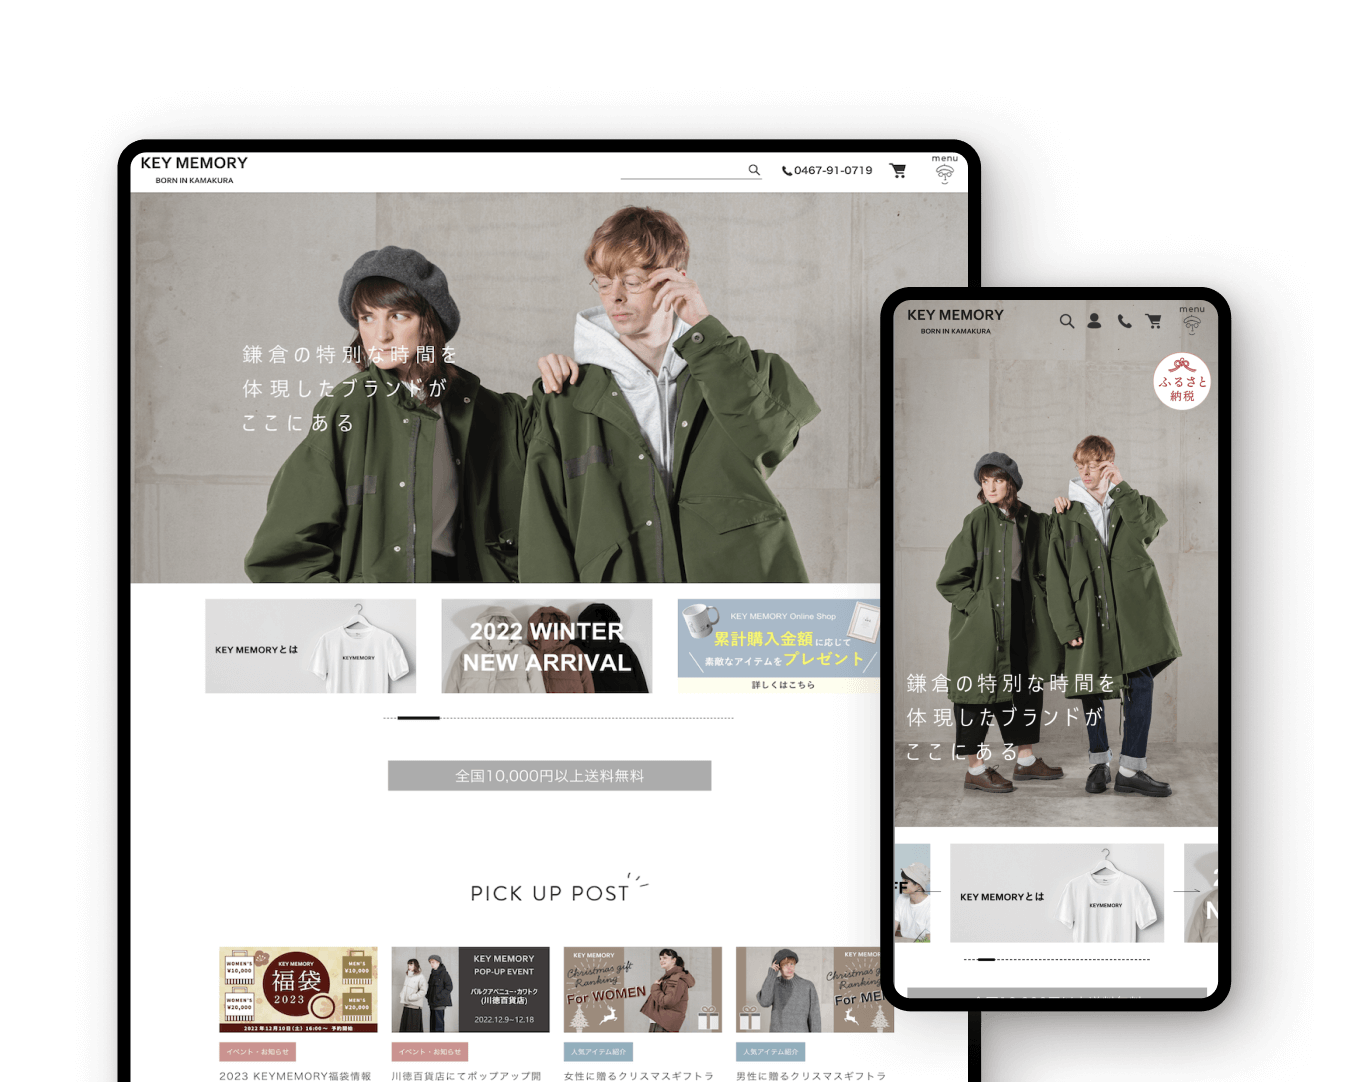 KEY MEMORY
BORN IN KAMAKURA
0467-91-0719
menu
鎌倉の特別な時間を
体現したブランドが
ここにある
KEY MEMORYとは
KEYMEMORY
2022 WINTER
NEW ARRIVAL
KEY MEMORY Online Shop
累計購入金額に応じて
素敵なアイテムをプレゼント
詳しくはこちら
全国10,000円以上送料無料
PICK UP POST
WOMEN'S
¥10,000
WOMEN'S
¥20,000
KEY MEMORY
福袋
2023
MEN'S
¥10,000
MEN'S
¥20,000
2022年12月10日(土) 16:00〜 予約開始
イベント・お知らせ
2023 KEYMEMORY福袋情報
KEY MEMORY
POP-UP EVENT
パルクアベニュー・カワトク
(川徳百貨店)
2022.12.9~12.18
イベント・お知らせ
川徳百貨店にてポップアップ開
KEY MEMORY
Christmas gift
Ranking
For WOMEN
人気アイテム紹介
女性に贈るクリスマスギフトラ
KEY MEM
Christmas g
Ranking
For ME
人気アイテム紹介
男性に贈るクリスマスギフトラ
KEY MEMORY
BORN IN KAMAKURA
menu
ふるさと
納税
鎌倉の特別な時間を
体現したブランドが
ここにある
FF
KEY MEMORYとは
KEYMEMORY
N